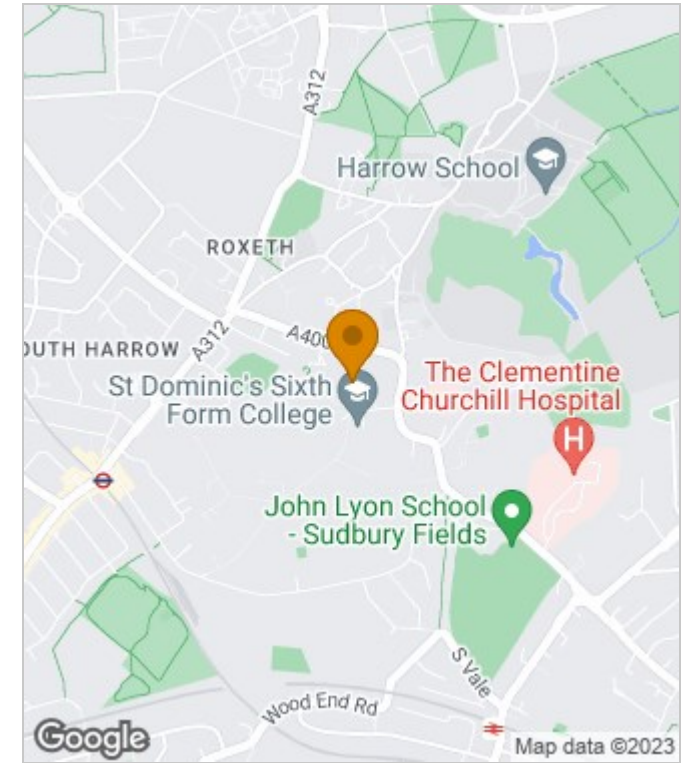 A312
Harrow School
ROXETH
A312
OUTH HARROW
A400
St Dominic's Sixth
Form College
The Clementine
Churchill Hospital
H
John Lyon School
- Sudbury Fields
S Vale
Wood End Rd
Google
Map data ©2023